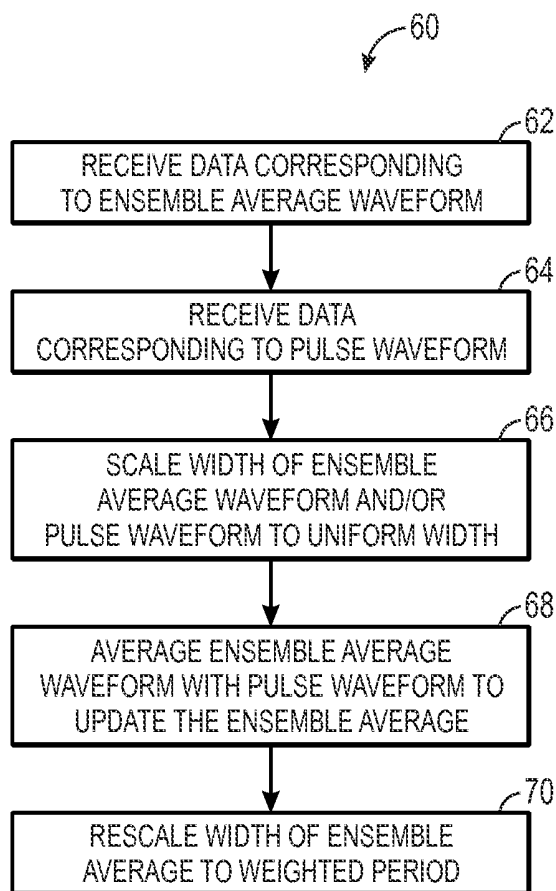 60
62
RECEIVE DATA CORRESPONDING
TO ENSEMBLE AVERAGE WAVEFORM
64
RECEIVE DATA
CORRESPONDING TO PULSE WAVEFORM
66
SCALE WIDTH OF ENSEMBLE
AVERAGE WAVEFORM AND/OR
PULSE WAVEFORM TO UNIFORM WIDTH
68
AVERAGE ENSEMBLE AVERAGE
WAVEFORM WITH PULSE WAVEFORM TO
UPDATE THE ENSEMBLE AVERAGE
70
RESCALE WIDTH OF ENSEMBLE
AVERAGE TO WEIGHTED PERIOD